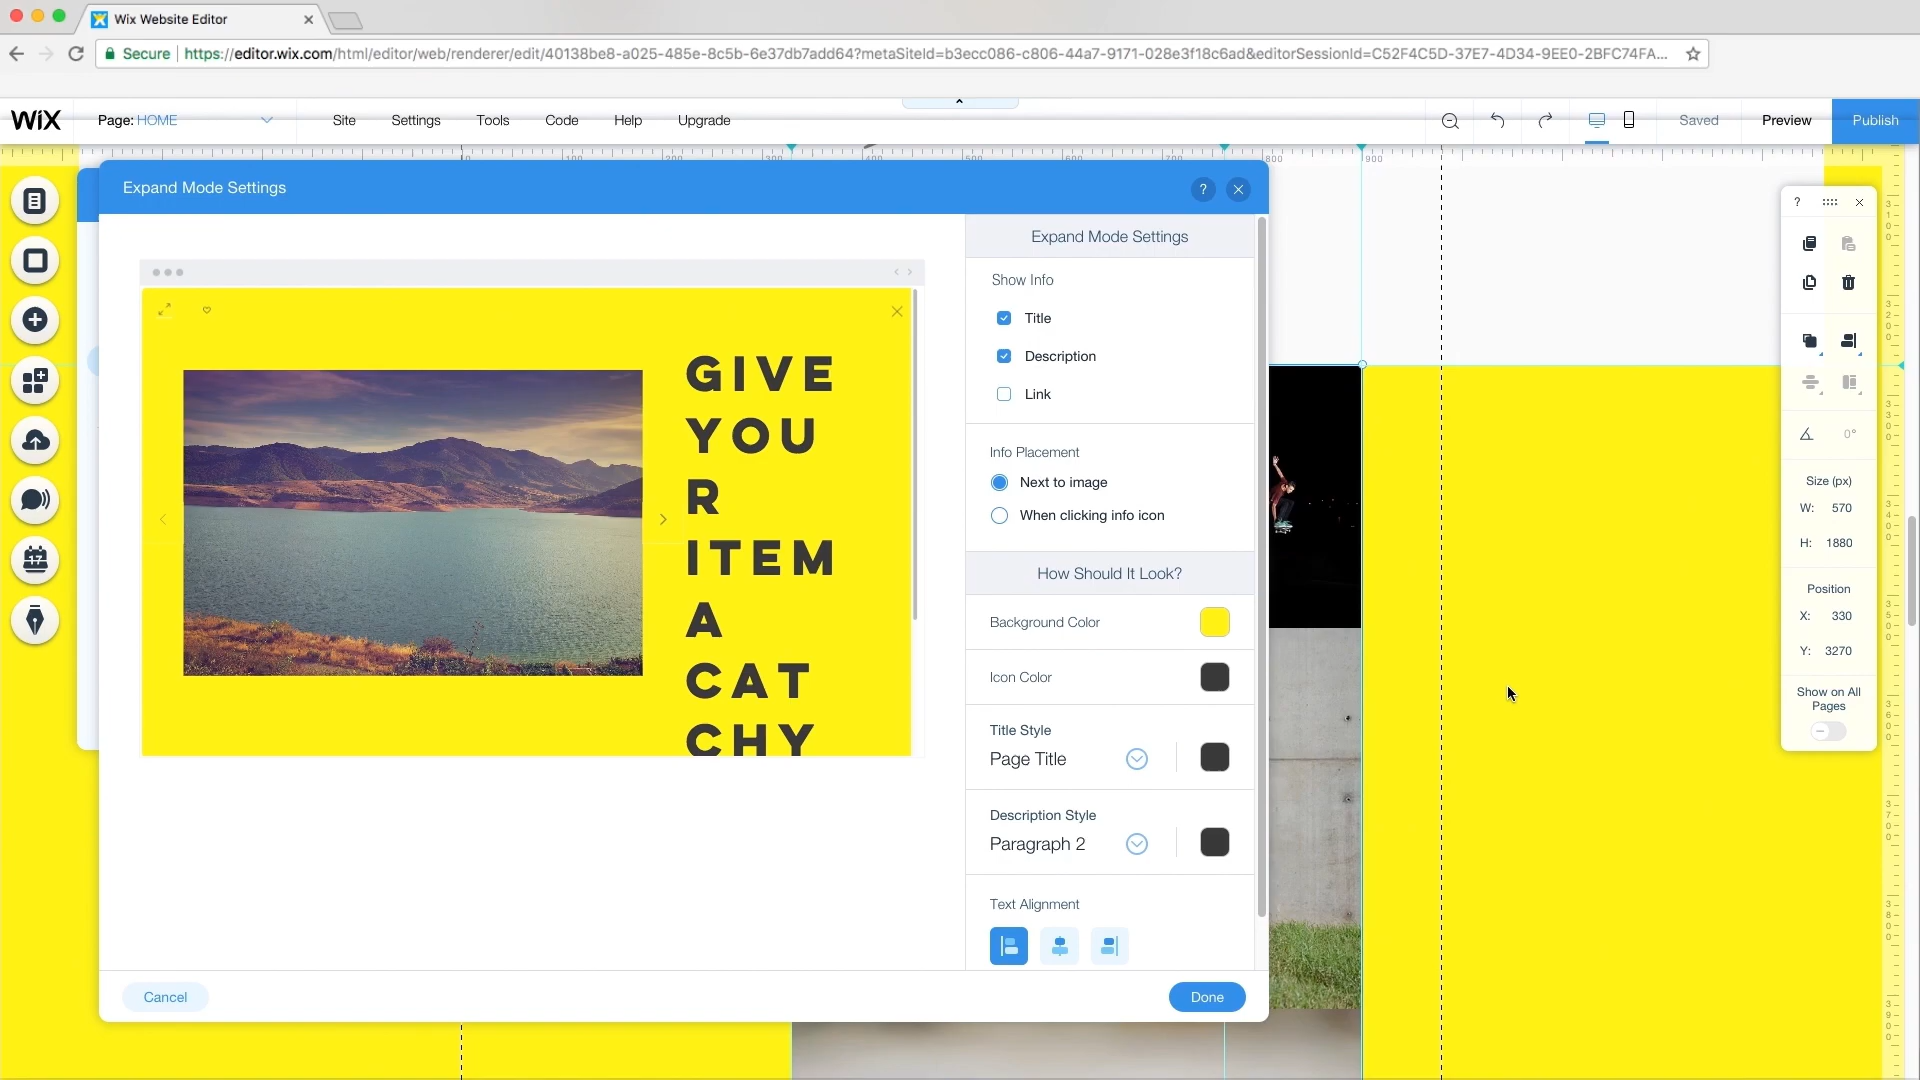 Wix Website Editor
Secure
https://editor.wix.com/html/editor/web/renderer/edit/40138be8-a025-485e-8c5b-6e37db7add64?metaSiteId=b3ecc086-c806-44a7-9171-028e3f18c6ad&editorSessionId=C52F4C5D-37E7-4D34-9EE0-2BFC74FA...
WiX
Page: HOME
Site
Settings
Tools
Code
Help
Upgrade
Saved
Preview
Publish
Expand Mode Settings
?
Expand Mode Settings
Show Info
Title
Description
Link
Info Placement
Next to image
When clicking info icon
How Should It Look?
Background Color
Icon Color
Title Style
Page Title
Description Style
Paragraph 2
Text Alignment
GIVE
YOU
R
ITEM
A
CAT
CHY
Cancel
Done
?
0°
Size (px)
W: 570
H: 1880
Position
X: 330
Y: 3270
Show on All
Pages
17
800
900